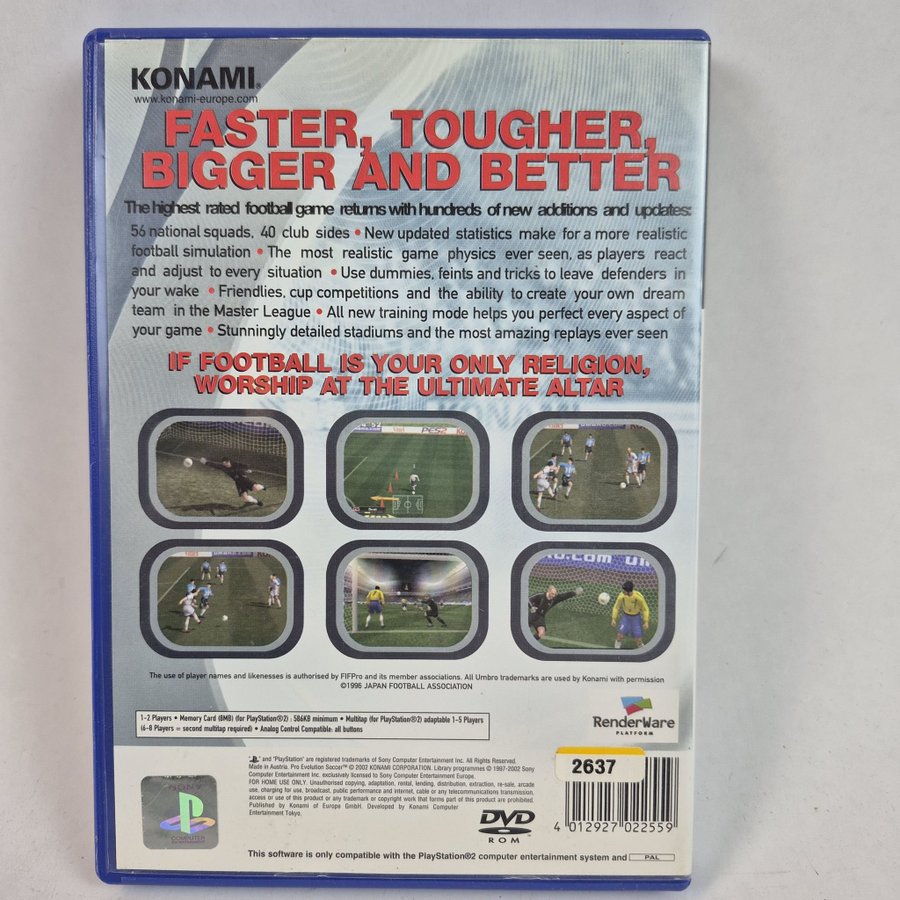 KONAMI®
www.konami-europe.com
FASTER, TOUGHER,
BIGGER AND BETTER
The highest rated football game returns with hundreds of new additions and updates:
56 national squads, 40 club sides • New updated statistics make for a more realistic
football simulation • The most realistic game physics ever seen, as players react
and adjust to every situation • Use dummies, feints and tricks to leave defenders in
your wake • Friendlies, cup competitions and the ability to create your own dream
team in the Master League • All new training mode helps you perfect every aspect of
your game • Stunningly detailed stadiums and the most amazing replays ever seen
IF FOOTBALL IS YOUR ONLY RELIGION,
WORSHIP AT THE ULTIMATE ALTAR
KONAMI
PES2
The use of player names and likenesses is authorised by FIFPro and its member associations. All Umbro trademarks are used by Konami with permission
©1996 JAPAN FOOTBALL ASSOCIATION
1-2 Players • Memory Card (8MB) (for PlayStation®2) : 586KB minimum • Multitap (for PlayStation®2) adaptable 1-5 Players
(6-8 Players = second multitap required) • Analog Control Compatible: all buttons
RenderWare
PLATFORM
"PS" and "PlayStation" are registered trademarks of Sony Computer Entertainment Inc. All Rights Reserved.
Made in Austria. Pro Evolution Soccer™ © 2002 KONAMI CORPORATION. Library programmes © 1997-2002 Sony
Computer Entertainment Inc. exclusively licensed to Sony Computer Entertainment Europe.
FOR HOME USE ONLY. Unauthorised copying, adaptation, rental, lending, distribution, extraction, re-sale, arcade
use, charging for use, broadcast, public performance and internet, cable or any telecommunications transmission,
access or use of this product or any trademark or copyright work that forms part of this product are prohibited.
Published by Konami of Europe GmbH. Developed by Konami Computer
Entertainment Tokyo.
2637
SONY
COMPUTER
ENTERTAINMENT
DVD
ROM
4 012927 022559
This software is only compatible with the PlayStation®2 computer entertainment system and PAL